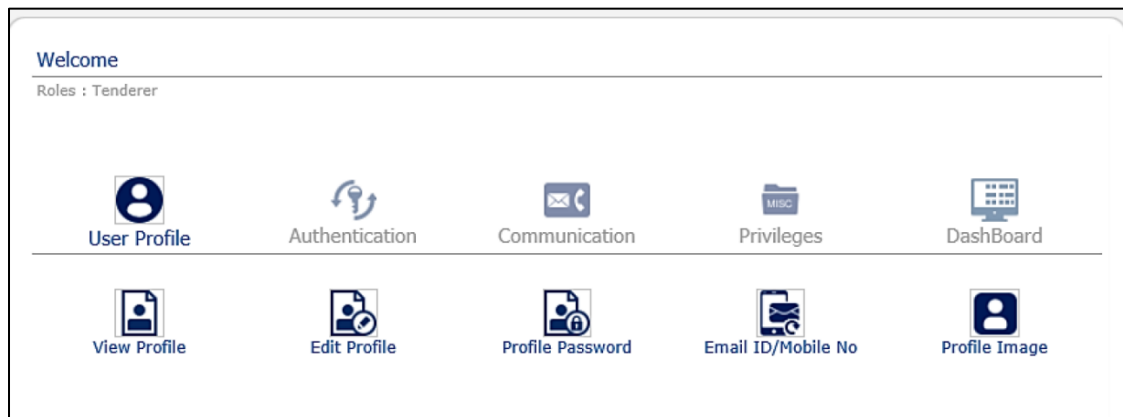 Welcome
Roles : Tenderer
MISC
User Profile Authentication Communication Privileges DashBoard
View Profile Edit Profile Profile Password Email ID/Mobile No Profile Image